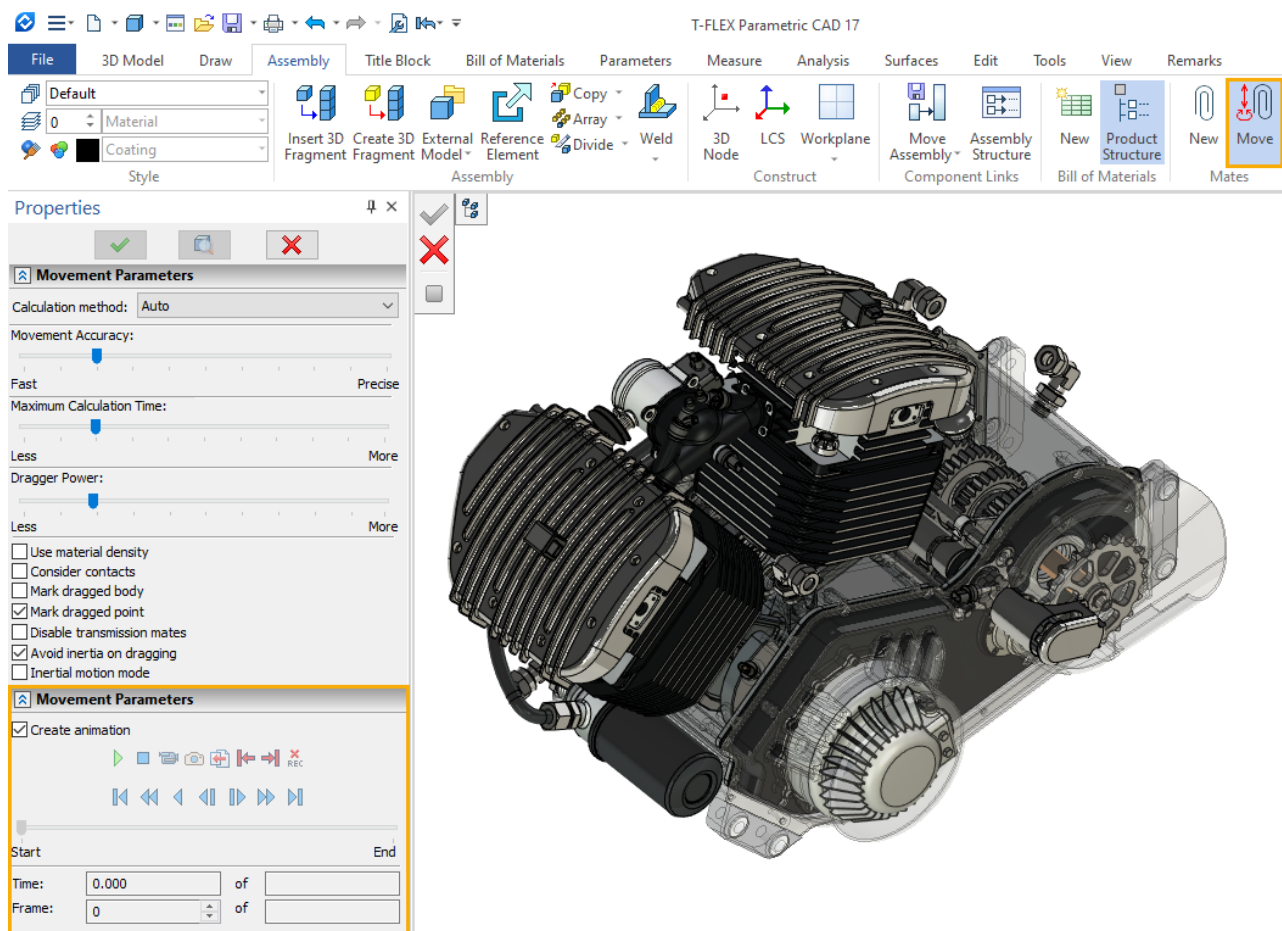 T-FLEX Parametric CAD 17
File 3D Model Draw Assembly Title Block Bill of Materials Parameters Measure Analysis Surfaces Edit Tools View Remarks
Default
0 Material
Coating
Style
Insert 3D Fragment
Create 3D Fragment
External Model
Reference Element
Copy
Array
Divide
Weld
Assembly
3D Node
LCS
Workplane
Construct
Move Assembly
Assembly Structure
Component Links
New
Product Structure
Bill of Materials
New
Move
Mates
Properties
Movement Parameters
Calculation method: Auto
Movement Accuracy:
Fast Precise
Maximum Calculation Time:
Less More
Dragger Power:
Less More
Use material density
Consider contacts
Mark dragged body
Mark dragged point
Disable transmission mates
Avoid inertia on dragging
Inertial motion mode
Movement Parameters
Create animation
REC
Start End
Time: 0.000 of
Frame: 0 of